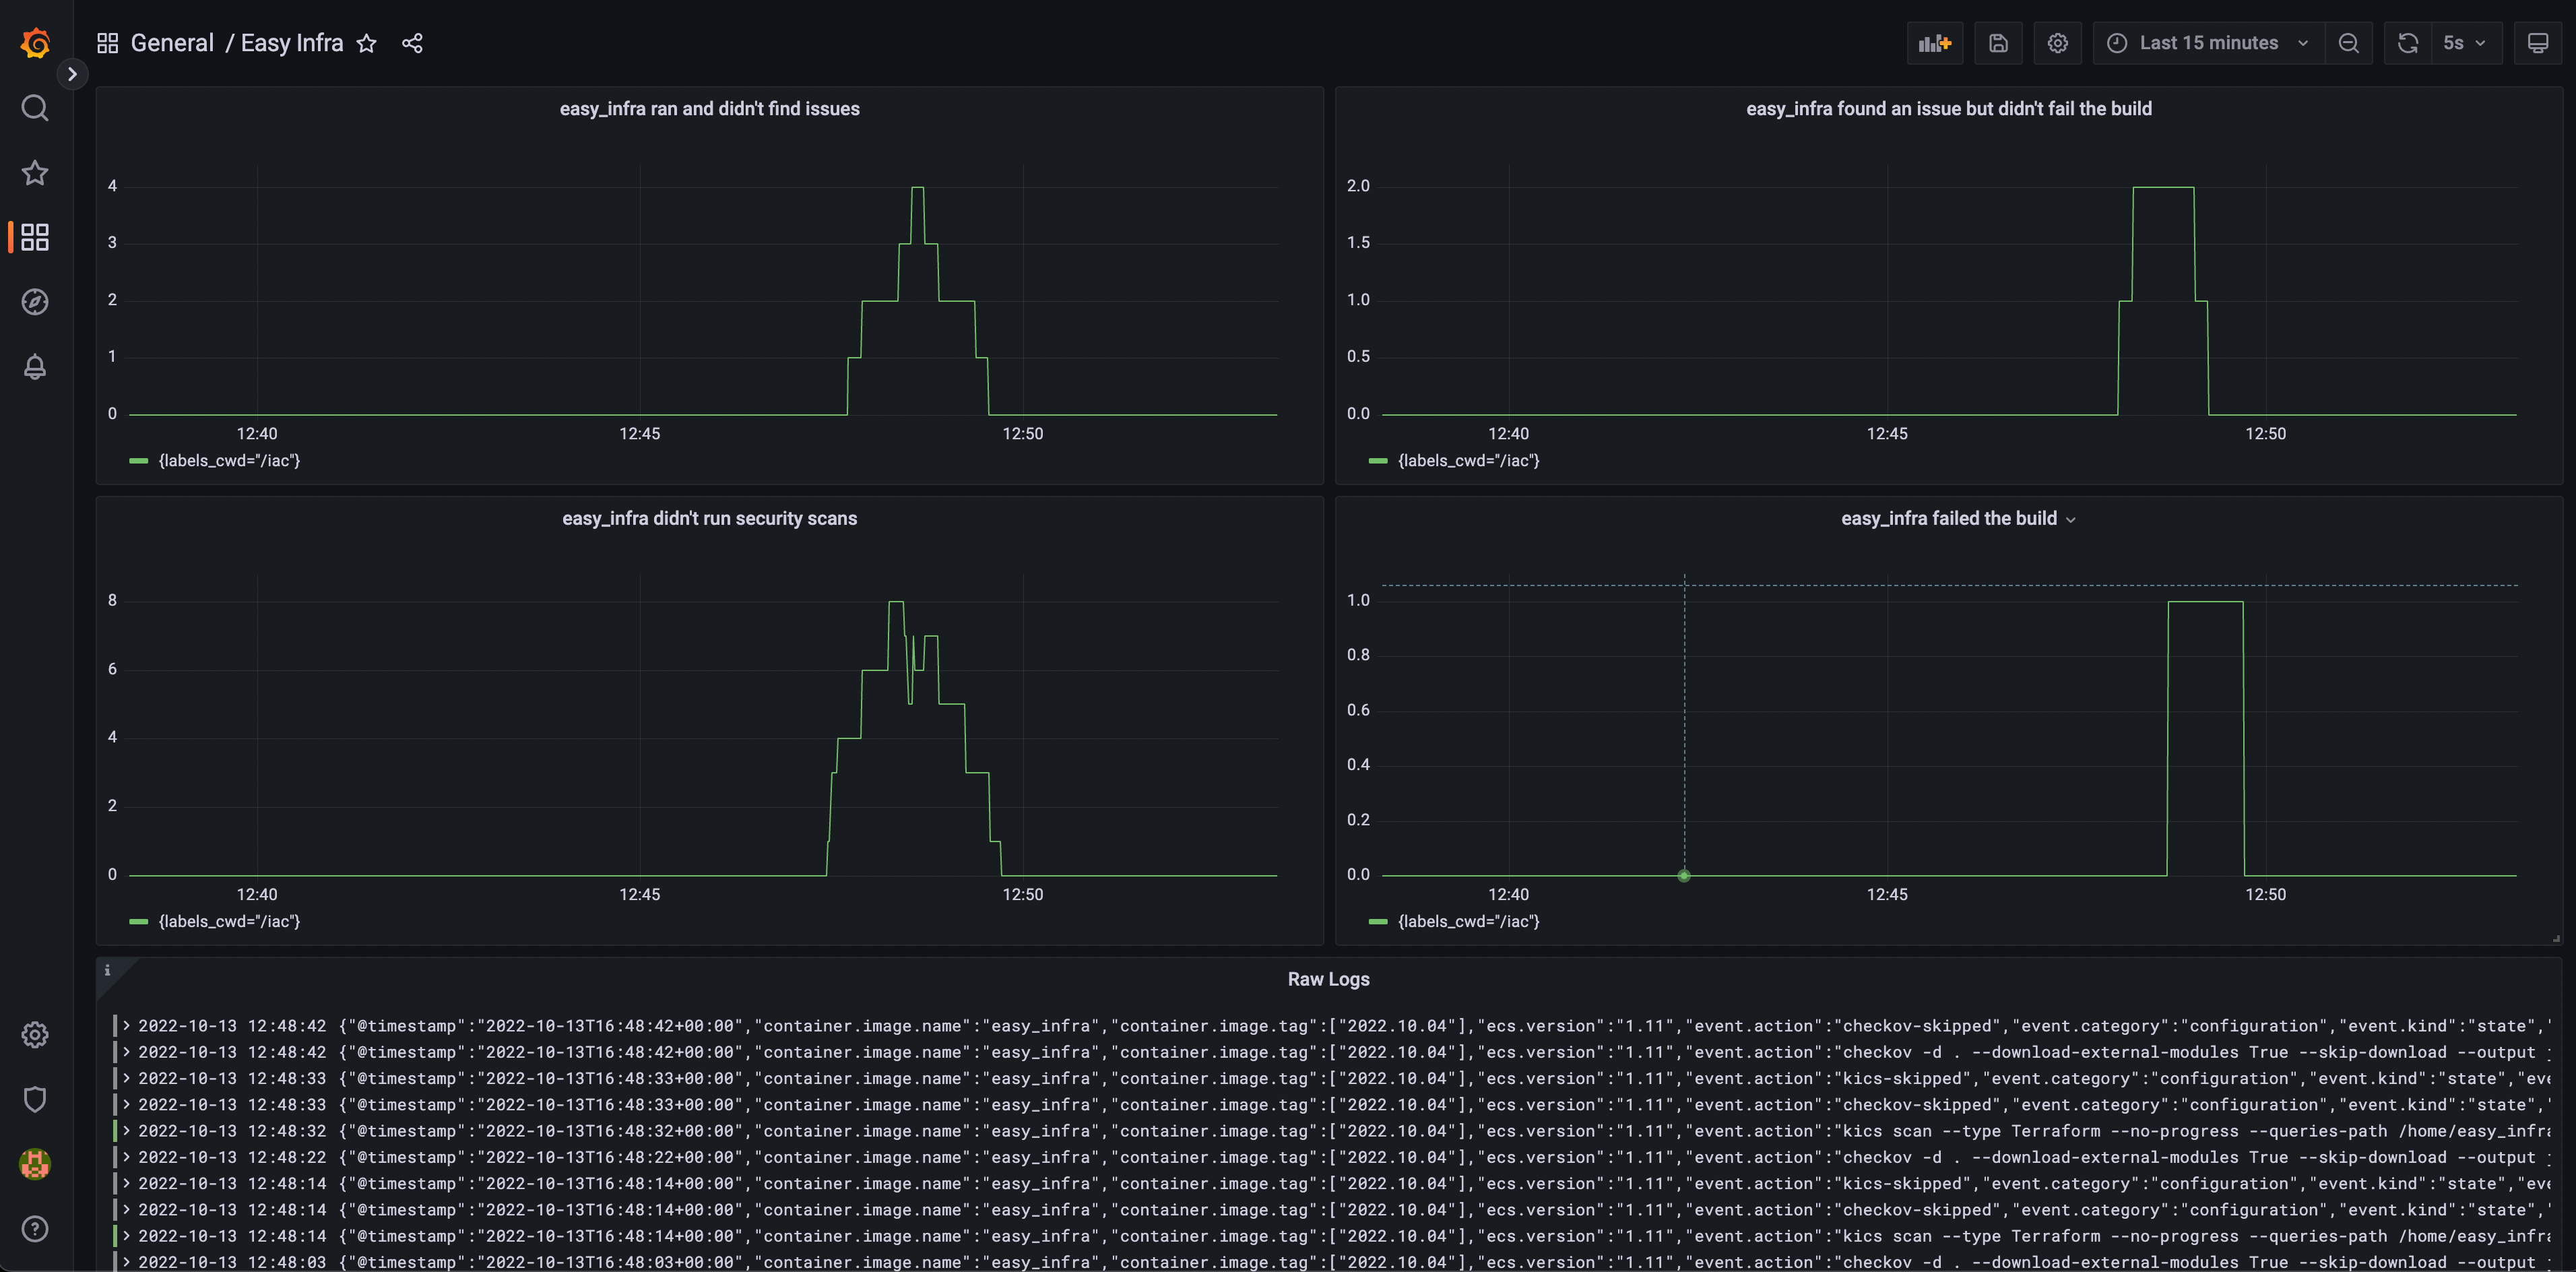 General / Easy Infra
Last 15 minutes
5s
easy_infra ran and didn't find issues
4
3
2
1
0
12:40 12:45 12:50
{labels_cwd="/iac"}
easy_infra found an issue but didn't fail the build
2.0
1.5
1.0
0.5
0.0
12:40 12:45 12:50
{labels_cwd="/iac"}
easy_infra didn't run security scans
8
6
4
2
0
12:40 12:45 12:50
{labels_cwd="/iac"}
easy_infra failed the build
1.0
0.8
0.6
0.4
0.2
0.0
12:40 12:45 12:50
{labels_cwd="/iac"}
i
Raw Logs
> 2022-10-13 12:48:42 {"@timestamp":"2022-10-13T16:48:42+00:00","container.image.name":"easy_infra","container.image.tag":["2022.10.04"],"ecs.version":"1.11","event.action":"checkov-skipped","event.category":"configuration","event.kind":"state",
> 2022-10-13 12:48:42 {"@timestamp":"2022-10-13T16:48:42+00:00","container.image.name":"easy_infra","container.image.tag":["2022.10.04"],"ecs.version":"1.11","event.action":"checkov -d . --download-external-modules True --skip-download --output
> 2022-10-13 12:48:33 {"@timestamp":"2022-10-13T16:48:33+00:00","container.image.name":"easy_infra","container.image.tag":["2022.10.04"],"ecs.version":"1.11","event.action":"kics-skipped","event.category":"configuration","event.kind":"state","eve
> 2022-10-13 12:48:33 {"@timestamp":"2022-10-13T16:48:33+00:00","container.image.name":"easy_infra","container.image.tag":["2022.10.04"],"ecs.version":"1.11","event.action":"checkov-skipped","event.category":"configuration","event.kind":"state",
> 2022-10-13 12:48:32 {"@timestamp":"2022-10-13T16:48:32+00:00","container.image.name":"easy_infra","container.image.tag":["2022.10.04"],"ecs.version":"1.11","event.action":"kics scan --type Terraform --no-progress --queries-path /home/easy_infra
> 2022-10-13 12:48:22 {"@timestamp":"2022-10-13T16:48:22+00:00","container.image.name":"easy_infra","container.image.tag":["2022.10.04"],"ecs.version":"1.11","event.action":"checkov -d . --download-external-modules True --skip-download --output
> 2022-10-13 12:48:14 {"@timestamp":"2022-10-13T16:48:14+00:00","container.image.name":"easy_infra","container.image.tag":["2022.10.04"],"ecs.version":"1.11","event.action":"kics-skipped","event.category":"configuration","event.kind":"state","eve
> 2022-10-13 12:48:14 {"@timestamp":"2022-10-13T16:48:14+00:00","container.image.name":"easy_infra","container.image.tag":["2022.10.04"],"ecs.version":"1.11","event.action":"checkov-skipped","event.category":"configuration","event.kind":"state",
> 2022-10-13 12:48:14 {"@timestamp":"2022-10-13T16:48:14+00:00","container.image.name":"easy_infra","container.image.tag":["2022.10.04"],"ecs.version":"1.11","event.action":"kics scan --type Terraform --no-progress --queries-path /home/easy_infra
> 2022-10-13 12:48:03 {"@timestamp":"2022-10-13T16:48:03+00:00","container.image.name":"easy_infra","container.image.tag":["2022.10.04"],"ecs.version":"1.11","event.action":"checkov -d . --download-external-modules True --skip-download --output